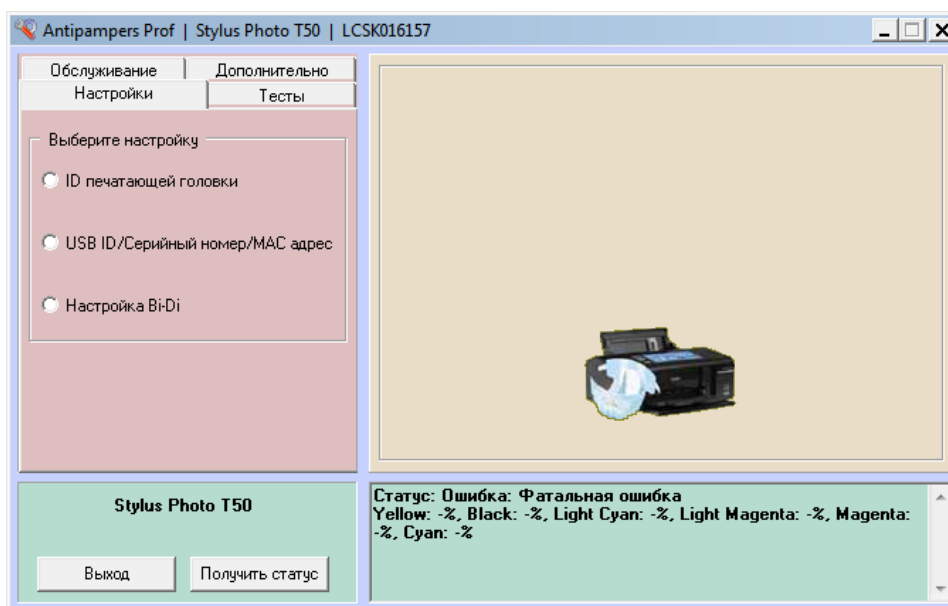 Antipampers Prof | Stylus Photo T50 | LCSK016157
Обслуживание
Дополнительно
Настройки
Тесты
Выберите настройку
ID печатающей головки
USB ID/Серийный номер/MAC адрес
Настройка Bi-Di
Stylus Photo T50
Выход
Получить статус
Статус: Ошибка: Фатальная ошибка
Yellow: -%, Black: -%, Light Cyan: -%, Light Magenta: -%, Magenta:
-%, Cyan: -%